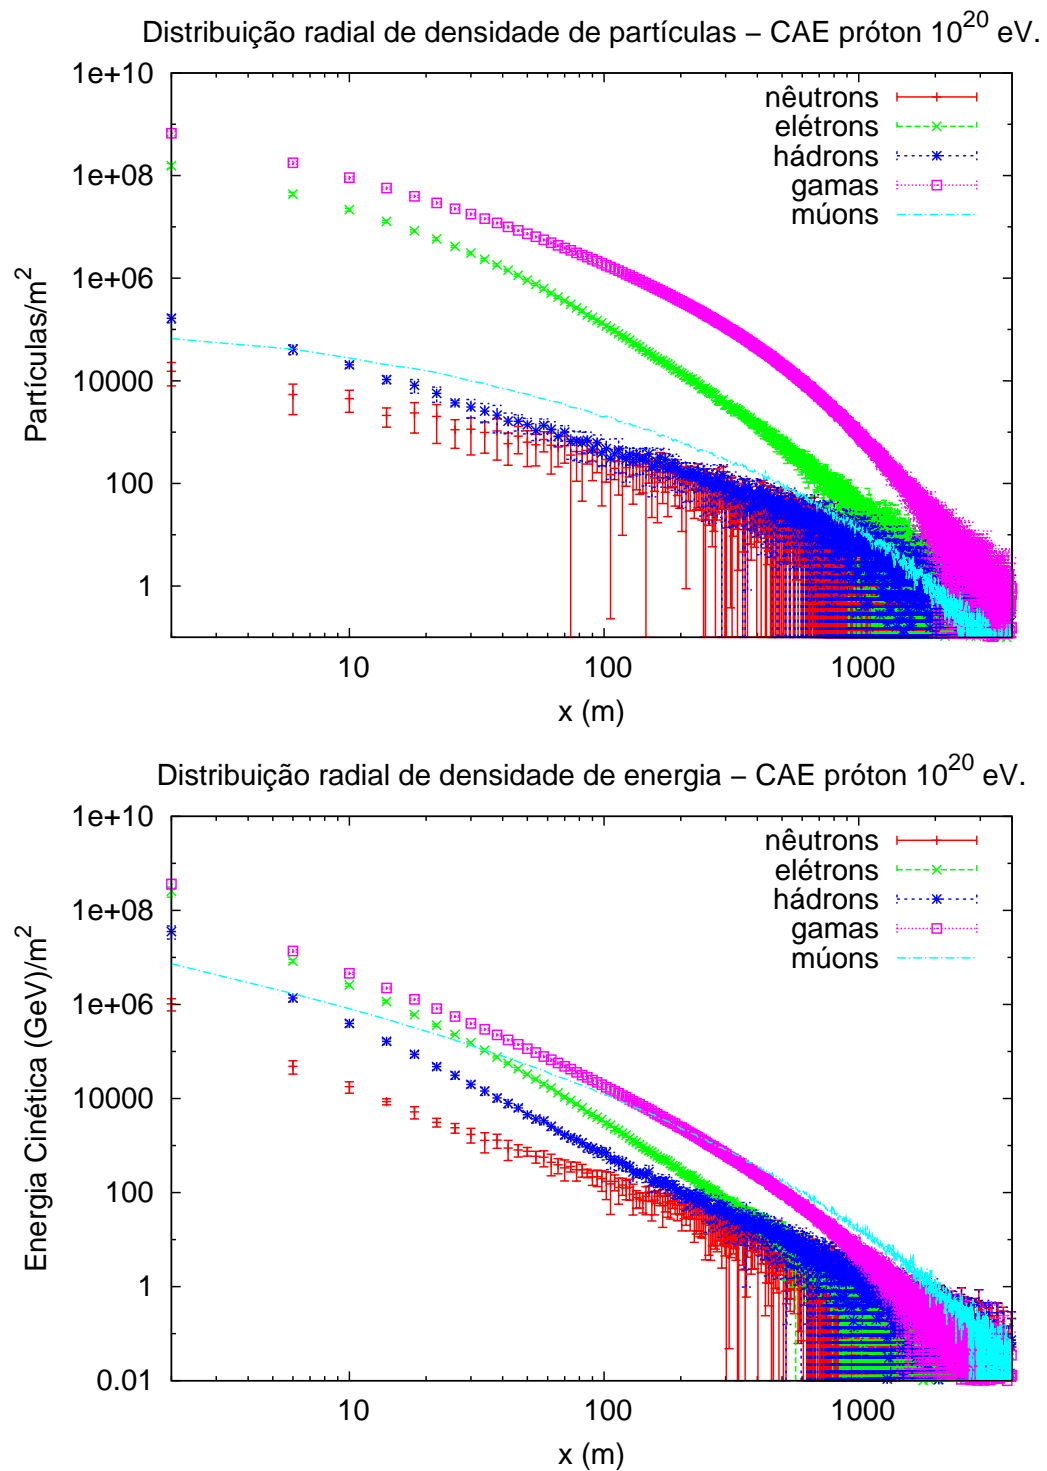 Distribuição radial de densidade de partículas – CAE próton 10^20 eV.
1e+10
1e+08
1e+06
10000
100
1
Partículas/m^2
nêutrons
elétrons
hádrons
gamas
múons
10 100 1000
x (m)
Distribuição radial de densidade de energia – CAE próton 10^20 eV.
1e+10
1e+08
1e+06
10000
100
1
0.01
Energia Cinética (GeV)/m^2
nêutrons
elétrons
hádrons
gamas
múons
10 100 1000
x (m)